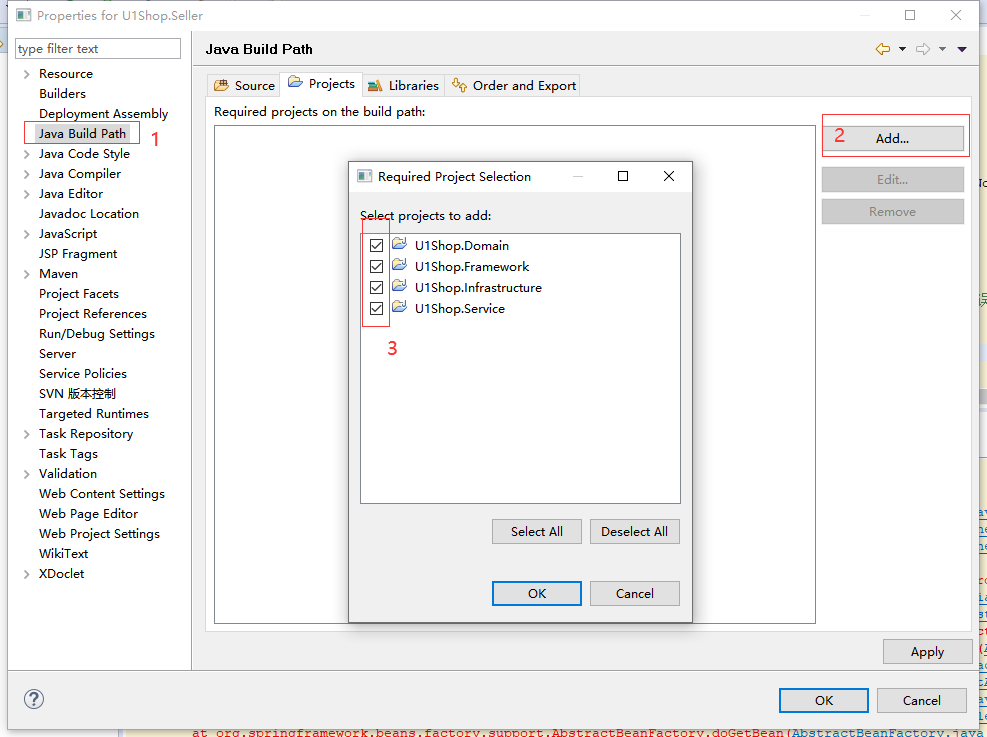 Properties for U1Shop.Seller
type filter text
Resource
Builders
Deployment Assembly
Java Build Path
1
Java Code Style
Java Compiler
Java Editor
Javadoc Location
JavaScript
JSP Fragment
Maven
Project Facets
Project References
Run/Debug Settings
Server
Service Policies
SVN 版本控制
Targeted Runtimes
Task Repository
Task Tags
Validation
Web Content Settings
Web Page Editor
Web Project Settings
WikiText
XDoclet
Java Build Path
Source
Projects
Libraries
Order and Export
Required projects on the build path:
2
Add...
Edit...
Remove
Required Project Selection
Select projects to add:
U1Shop.Domain
U1Shop.Framework
U1Shop.Infrastructure
U1Shop.Service
3
Select All
Deselect All
OK
Cancel
Apply
?
OK
Cancel
at org.springframework.beans.factory.support.AbstractBeanFactory.doGetBean(AbstractBeanFactory.java